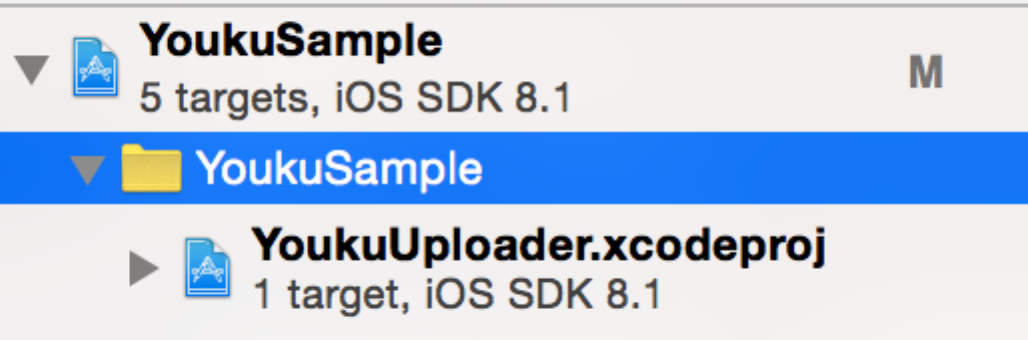 YoukuSample
M
5 targets, iOS SDK 8.1
YoukuSample
YoukuUploader.xcodeproj
1 target, iOS SDK 8.1